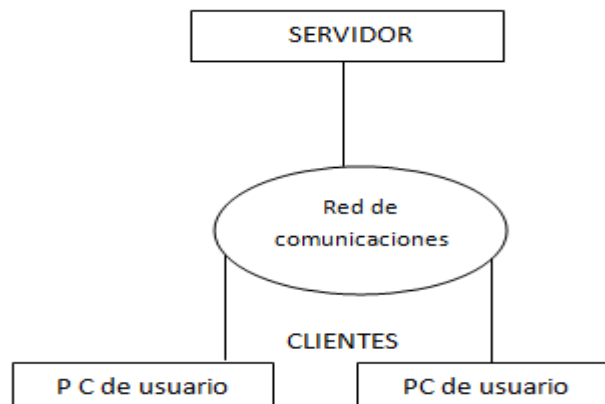 SERVIDOR
Red de
comunicaciones
CLIENTES
P C de usuario
PC de usuario